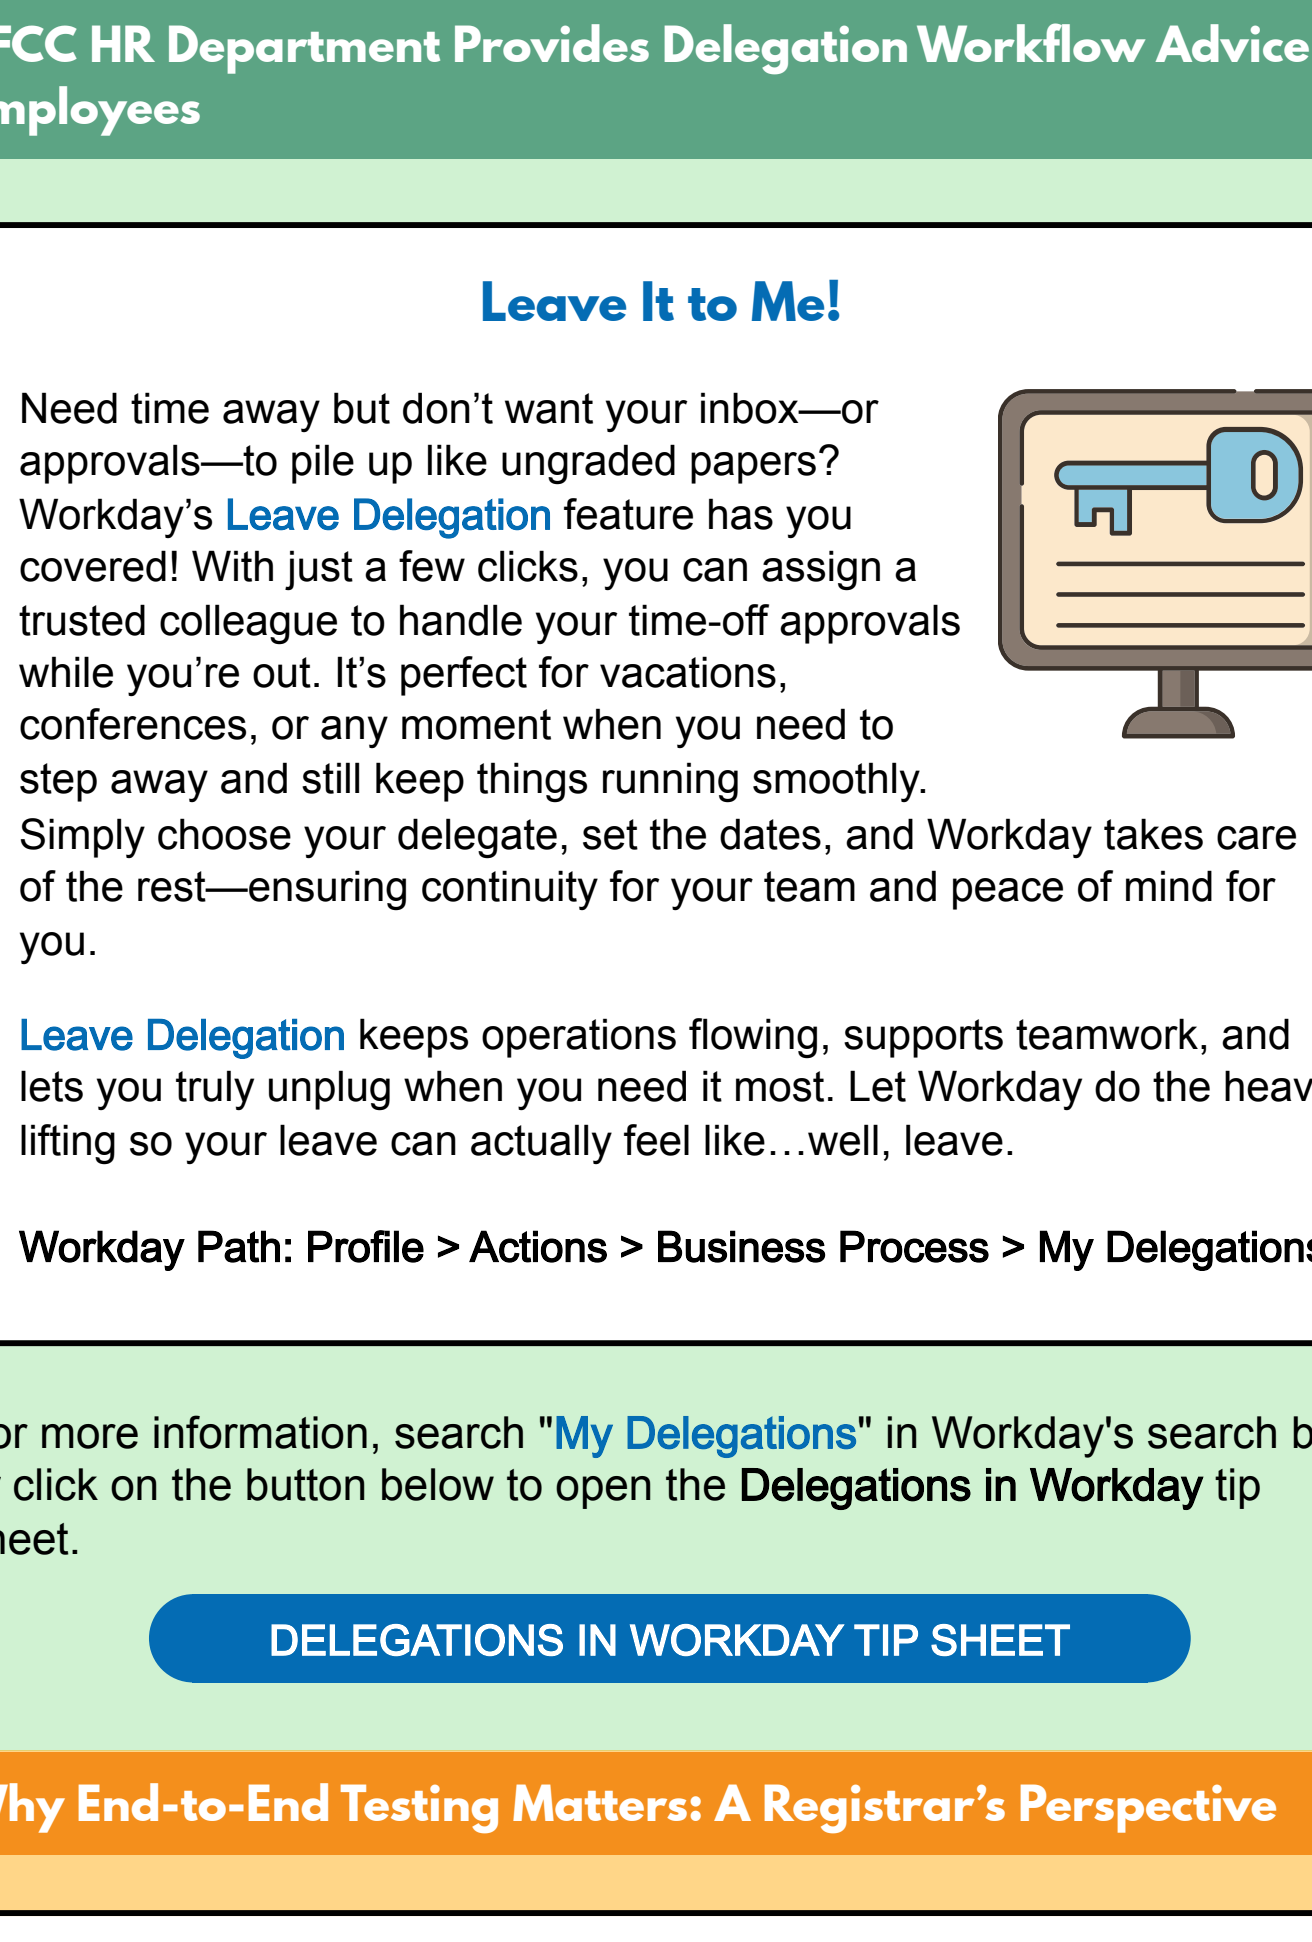 FCC HR Department Provides Delegation Workflow Advice
mployees
Leave It to Me!
Need time away but don’t want your inbox—or
approvals—to pile up like ungraded papers?
Workday’s Leave Delegation feature has you
covered! With just a few clicks, you can assign a
trusted colleague to handle your time-off approvals
while you’re out. It’s perfect for vacations,
conferences, or any moment when you need to
step away and still keep things running smoothly.
Simply choose your delegate, set the dates, and Workday takes care
of the rest—ensuring continuity for your team and peace of mind for
you.
Leave Delegation keeps operations flowing, supports teamwork, and
lets you truly unplug when you need it most. Let Workday do the heav
lifting so your leave can actually feel like…well, leave.
Workday Path: Profile > Actions > Business Process > My Delegations
or more information, search "My Delegations" in Workday's search b
click on the button below to open the Delegations in Workday tip
eet.
DELEGATIONS IN WORKDAY TIP SHEET
hy End-to-End Testing Matters: A Registrar’s Perspective